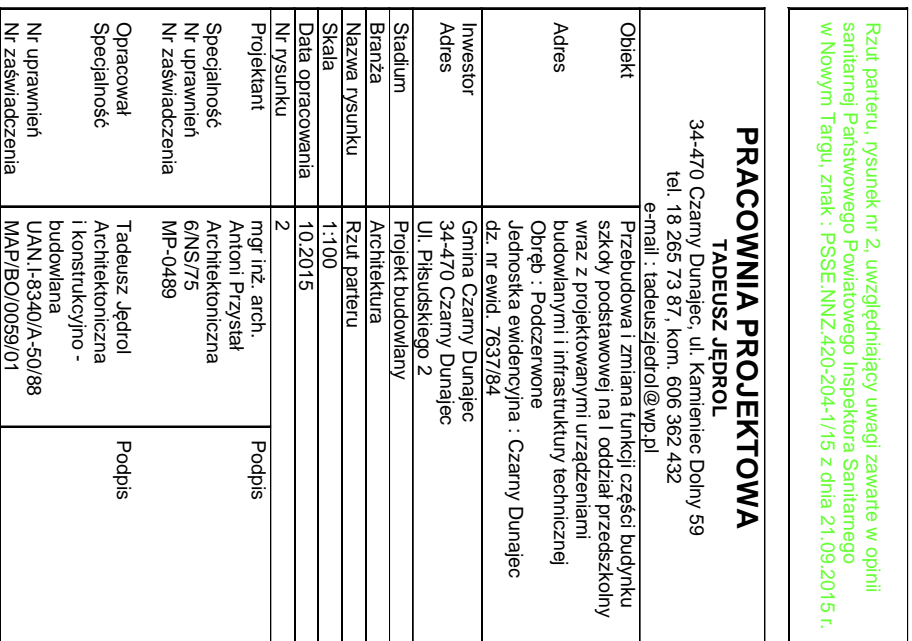 Rzut parteru, rysunek nr 2, uwzględniający uwagi zawarte w opinii
sanitarnej Państwowego Powiatowego Inspektora Sanitarnego
w Nowym Targu, znak : PSSE.NNZ.420-204-1/15 z dnia 21.09.2015 r.
PRACOWNIA PROJEKTOWA
TADEUSZ JĘDROL
34-470 Czarny Dunajec, ul. Kamieniec Dolny 59
tel. 18 265 73 87, kom. 606 362 432
e-mail : tadeuszjedrol@wp.pl
Obiekt Przebudowa i zmiana funkcji części budynku
szkoły podstawowej na I oddział przedszkolny
wraz z projektowanymi urządzeniami
budowlanymi i infrastruktury technicznej
Adres Obręb : Podczerwone
Jednostka ewidencyjna : Czarny Dunajec
dz. nr ewid. 7637/84
Inwestor Gmina Czarny Dunajec
Adres 34-470 Czarny Dunajec
Ul. Piłsudskiego 2
Stadium Projekt budowlany
Branża Architektura
Nazwa rysunku Rzut parteru
Skala 1:100
Data opracowania 10.2015
Nr rysunku 2
Projektant mgr inż. arch. Podpis
Antoni Przystał
Specjalność Architektoniczna
Nr uprawnień 6/NS/75
Nr zaświadczenia MP-0489
Opracował Tadeusz Jędrol Podpis
Specjalność Architektoniczna
i konstrukcyjno -
budowlana
Nr uprawnień UAN.I-8340/A-50/88
Nr zaświadczenia MAP/BO/0059/01